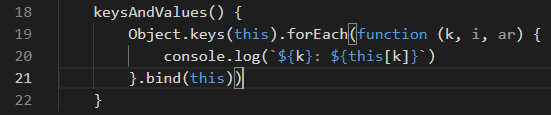 18 keysAndValues() {
19 Object.keys(this).forEach(function (k, i, ar) {
20 console.log(`${k}: ${this[k]}`)
21 }.bind(this))
22 }